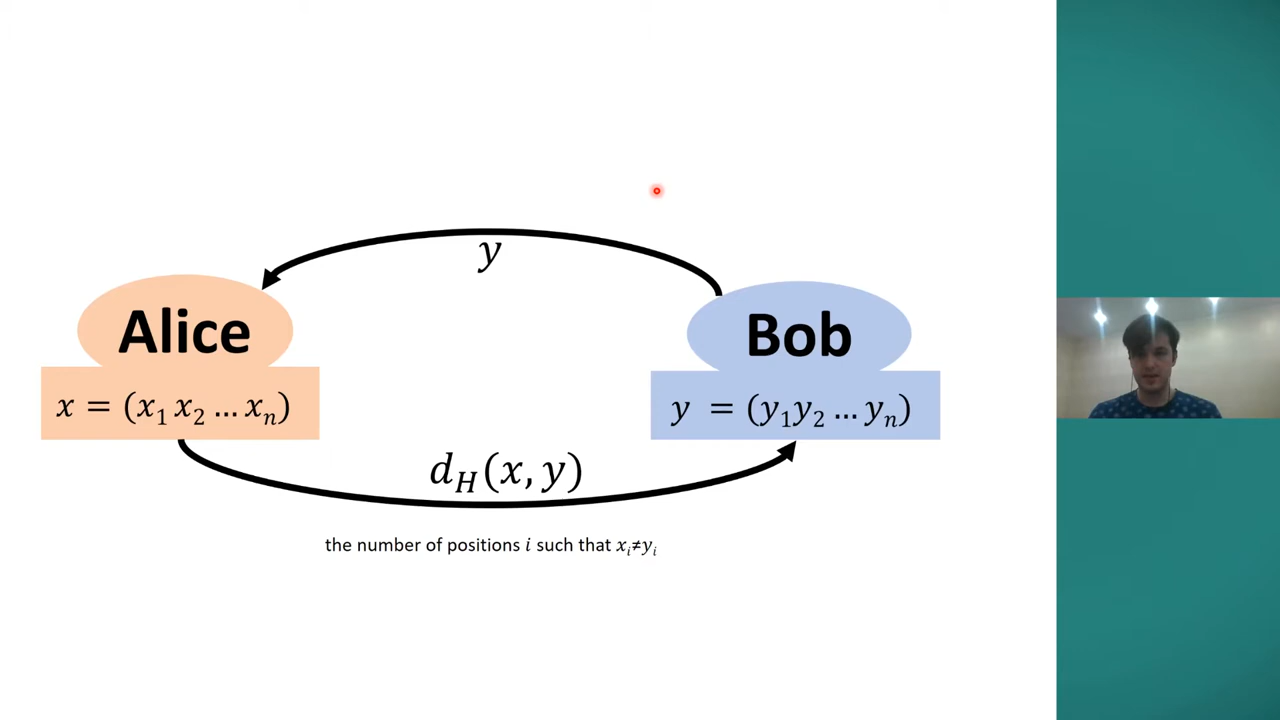 y
Alice
Bob
x = (x₁ x₂ … xₙ)
y = (y₁y₂ … yₙ)
d_H(x, y)
the number of positions i such that xᵢ≠yᵢ